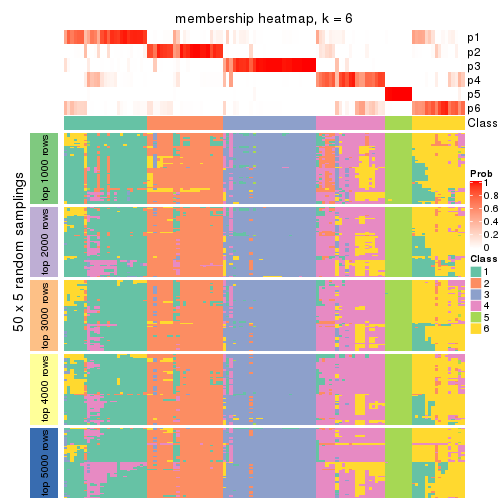 membership heatmap, k = 6
p1
p2
p3
p4
p5
p6
Class
50 x 5 random samplings
top 1000 rows
top 2000 rows
top 3000 rows
top 4000 rows
top 5000 rows
Prob
1
0.8
0.6
0.4
0.2
0
Class
1
2
3
4
5
6